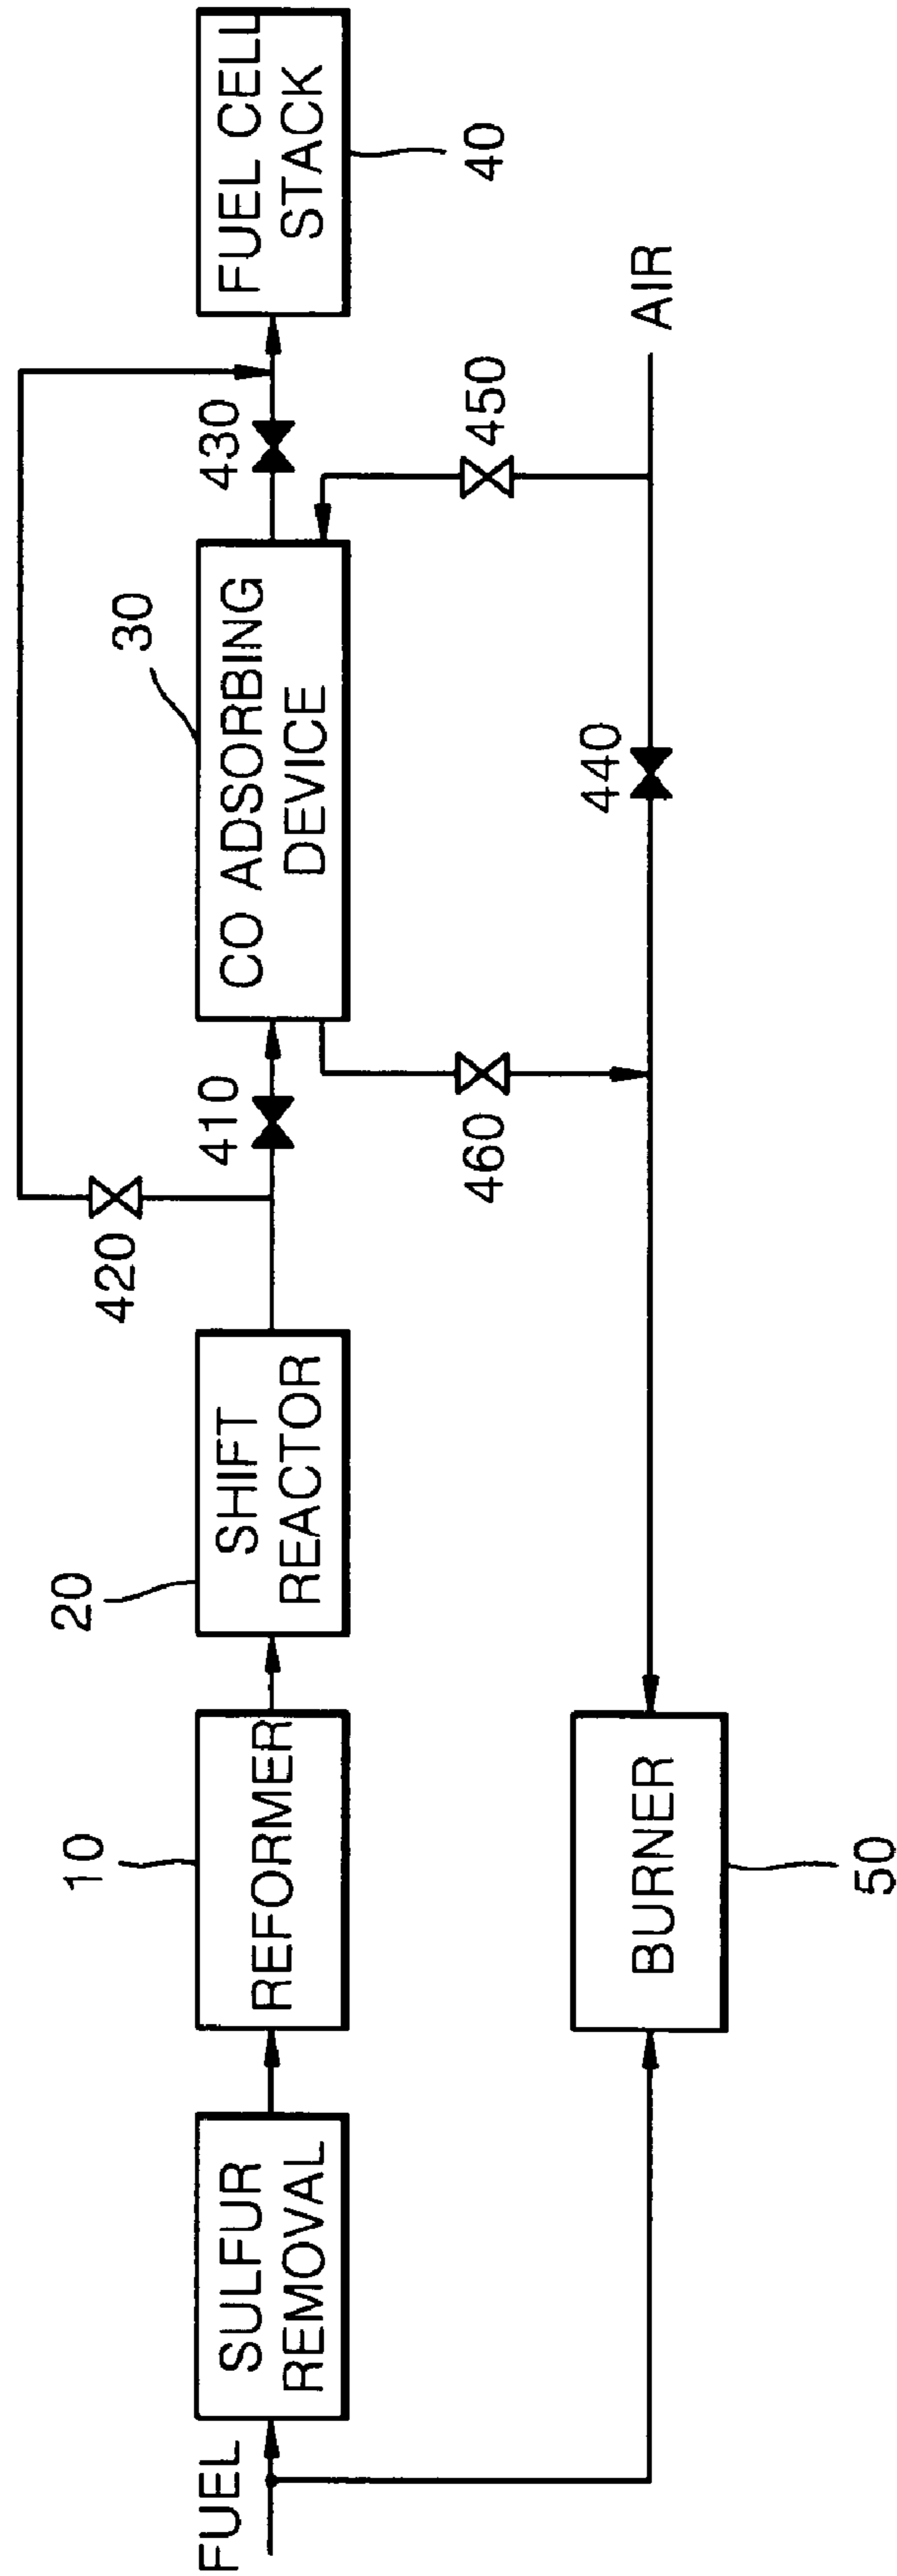 FUEL
SULFUR
REMOVAL
10
REFORMER
20
SHIFT
REACTOR
420
410
30
CO ADSORBING
DEVICE
430
FUEL CELL
STACK
40
460
450
440
AIR
BURNER
50